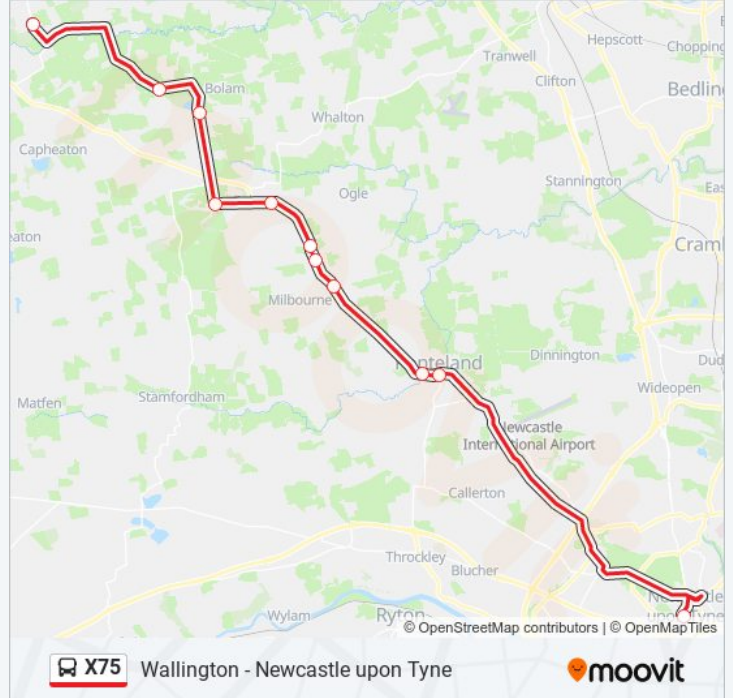 Hepscott
Chopping
Tranwell
Clifton
Bedlin
Bolam
Whalton
Capheaton
Stannington
Ogle
eaton
Cram
Milbourne
Dinnington
Dud
Wideopen
Matfen
Stamfordham
Newcastle
International Airport
Callerton
Throckley
Blucher
Wylam
Ryton
© OpenStreetMap contributors | © OpenMapTiles
X75 Wallington - Newcastle upon Tyne
moovit